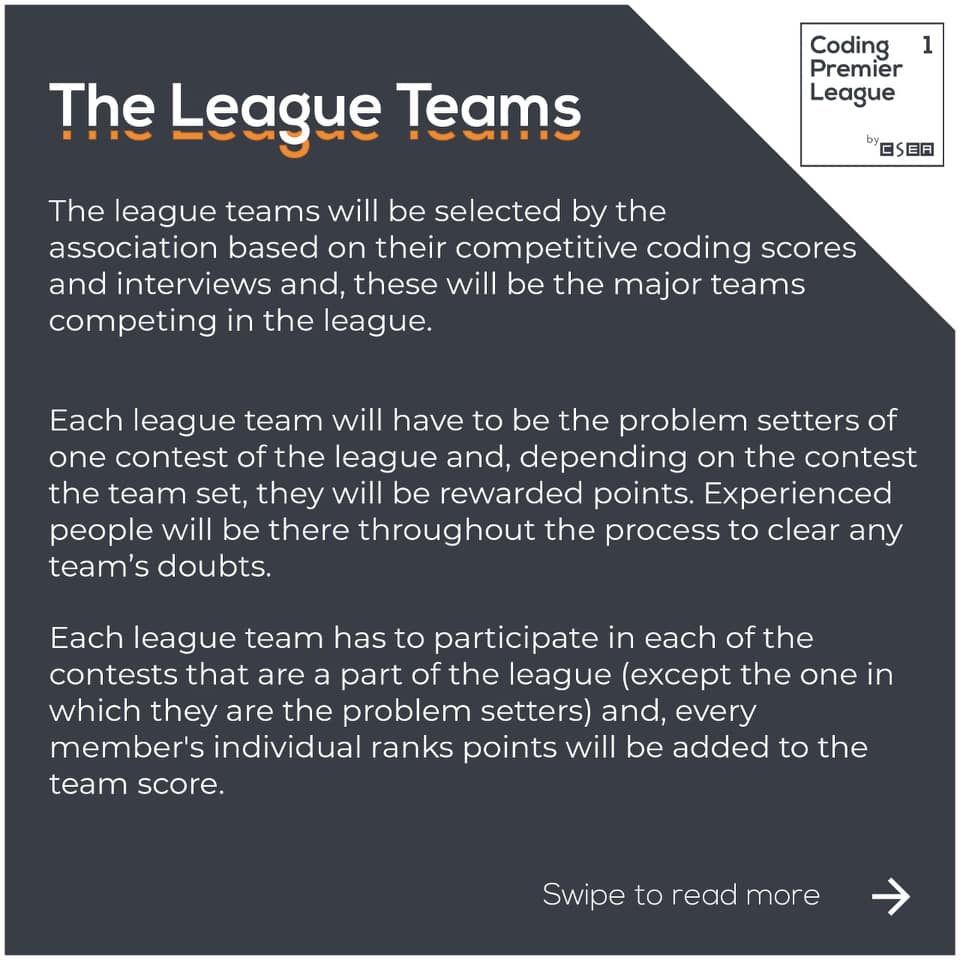 Coding 1
Premier
League
by CSEA
The League Teams
The league teams will be selected by the
association based on their competitive coding scores
and interviews and, these will be the major teams
competing in the league.
Each league team will have to be the problem setters of
one contest of the league and, depending on the contest
the team set, they will be rewarded points. Experienced
people will be there throughout the process to clear any
team’s doubts.
Each league team has to participate in each of the
contests that are a part of the league (except the one in
which they are the problem setters) and, every
member's individual ranks points will be added to the
team score.
Swipe to read more